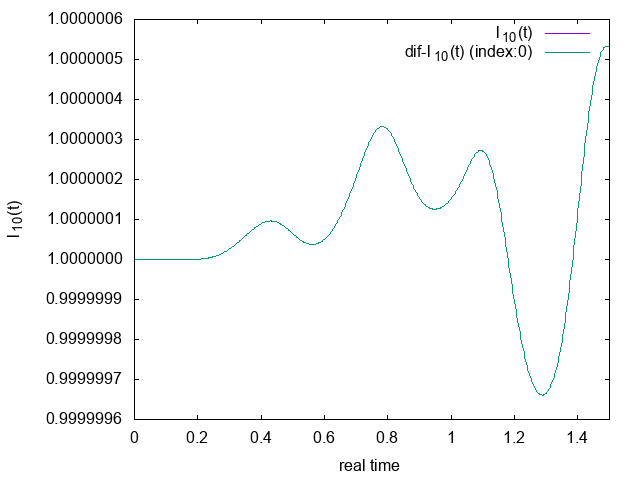 1.0000006
1.0000005
1.0000004
1.0000003
1.0000002
1.0000001
1.0000000
0.9999999
0.9999998
0.9999997
0.9999996
I10(t)
I10(t)
dif-I10(t) (index:0)
0 0.2 0.4 0.6 0.8 1 1.2 1.4
real time